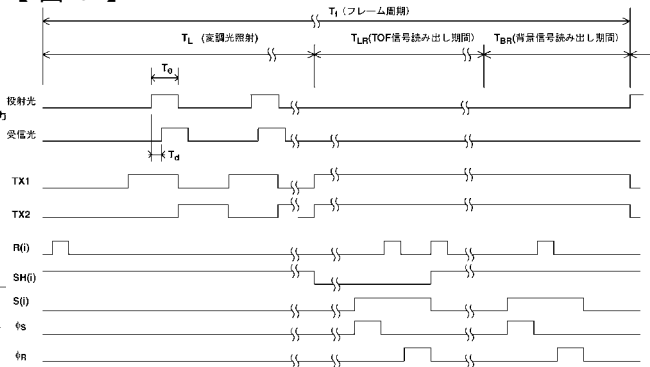 Tf (フレーム周期)
TL (変調光照射)
TLR(TOF信号読み出し期間)
TBR(背景信号読み出し期間)
T0
投射光
力
受信光
Td
TX1
TX2
R(i)
SH(i)
S(i)
φS
φR